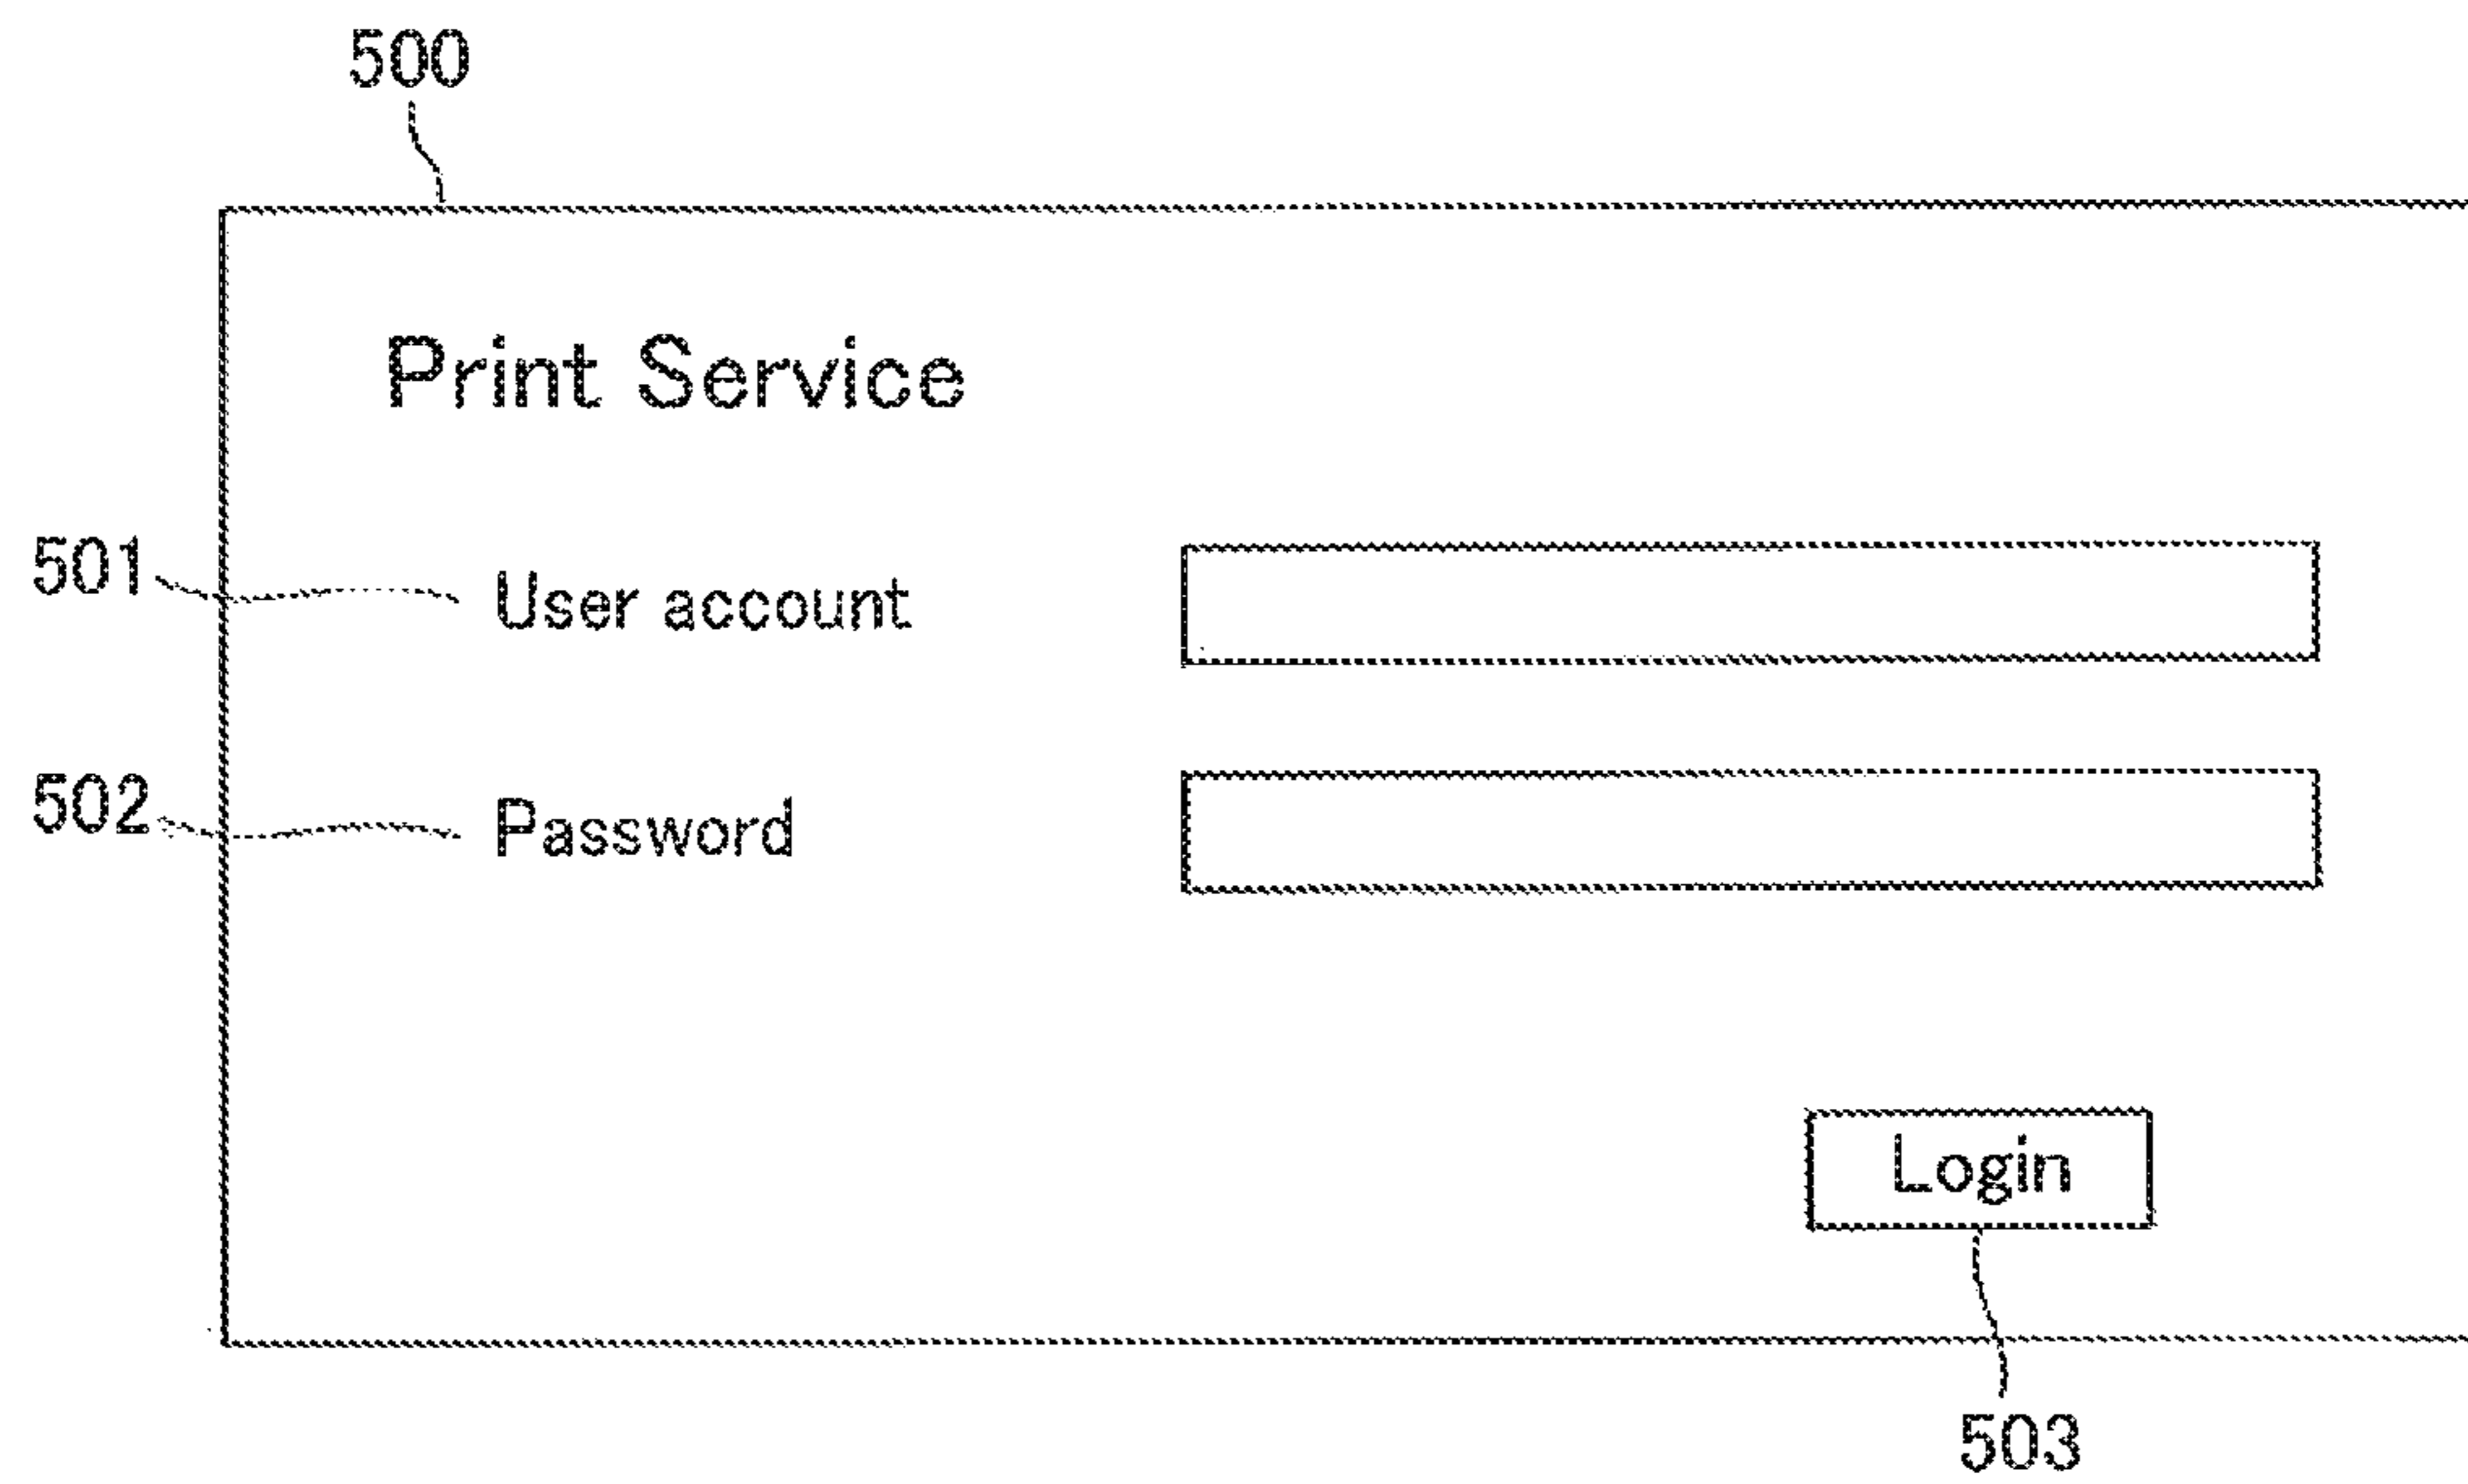 500
Print Service
501 User account
502 Password
Login
503